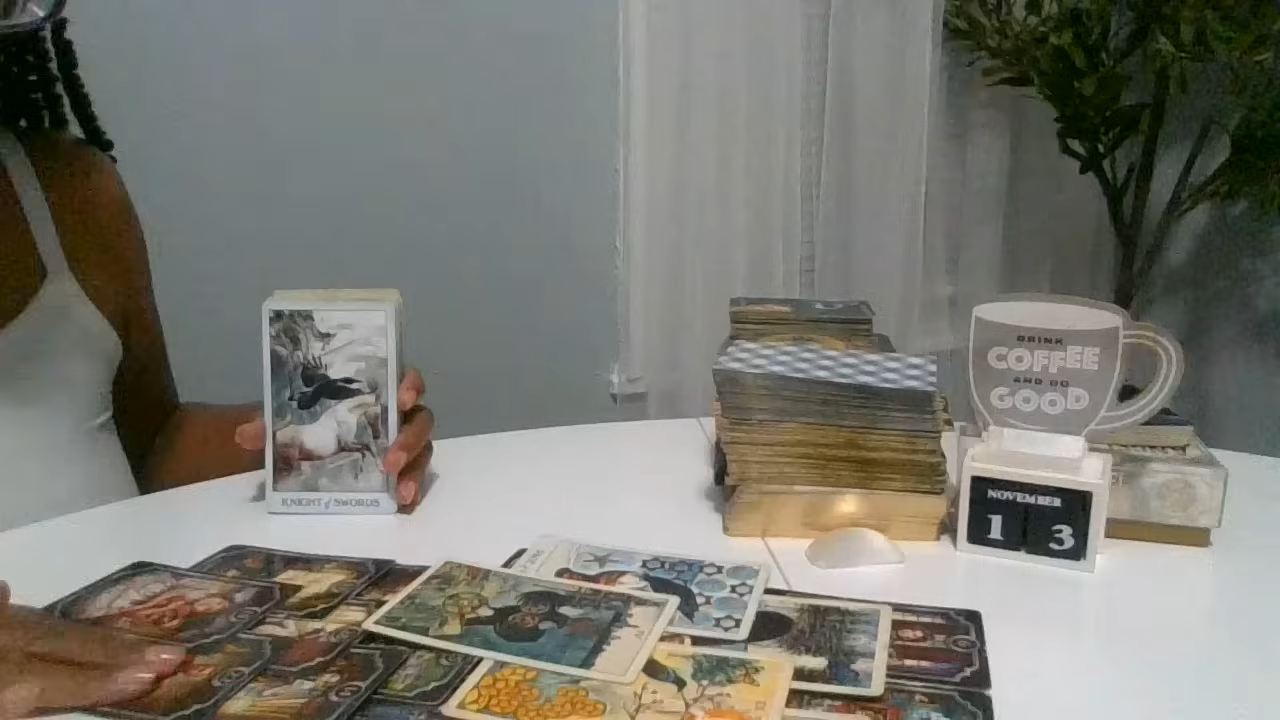 KNIGHT of SWORDS
DRINK
COFFEE
AND DO
GOOD
NOVEMBER
1 3